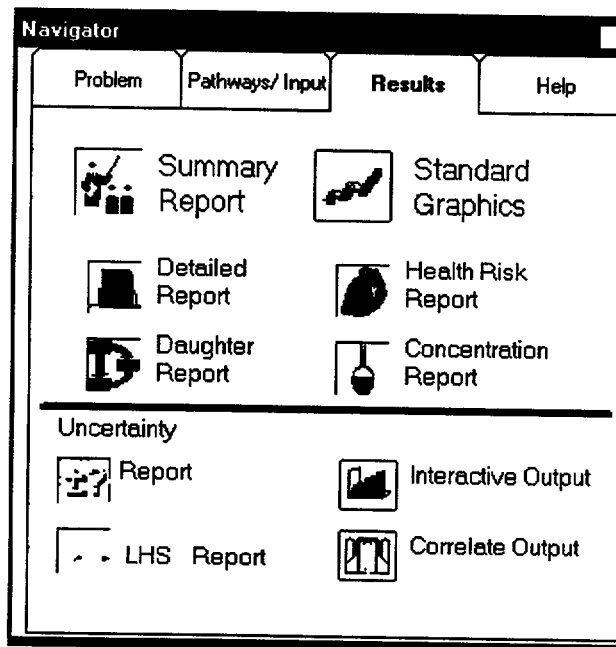 Navigator
Problem
Pathways/ Input
Results
Help
Summary
Report
Standard
Graphics
Detailed
Report
Health Risk
Report
Daughter
Report
Concentration
Report
Uncertainty
Report
Interactive Output
LHS Report
Correlate Output